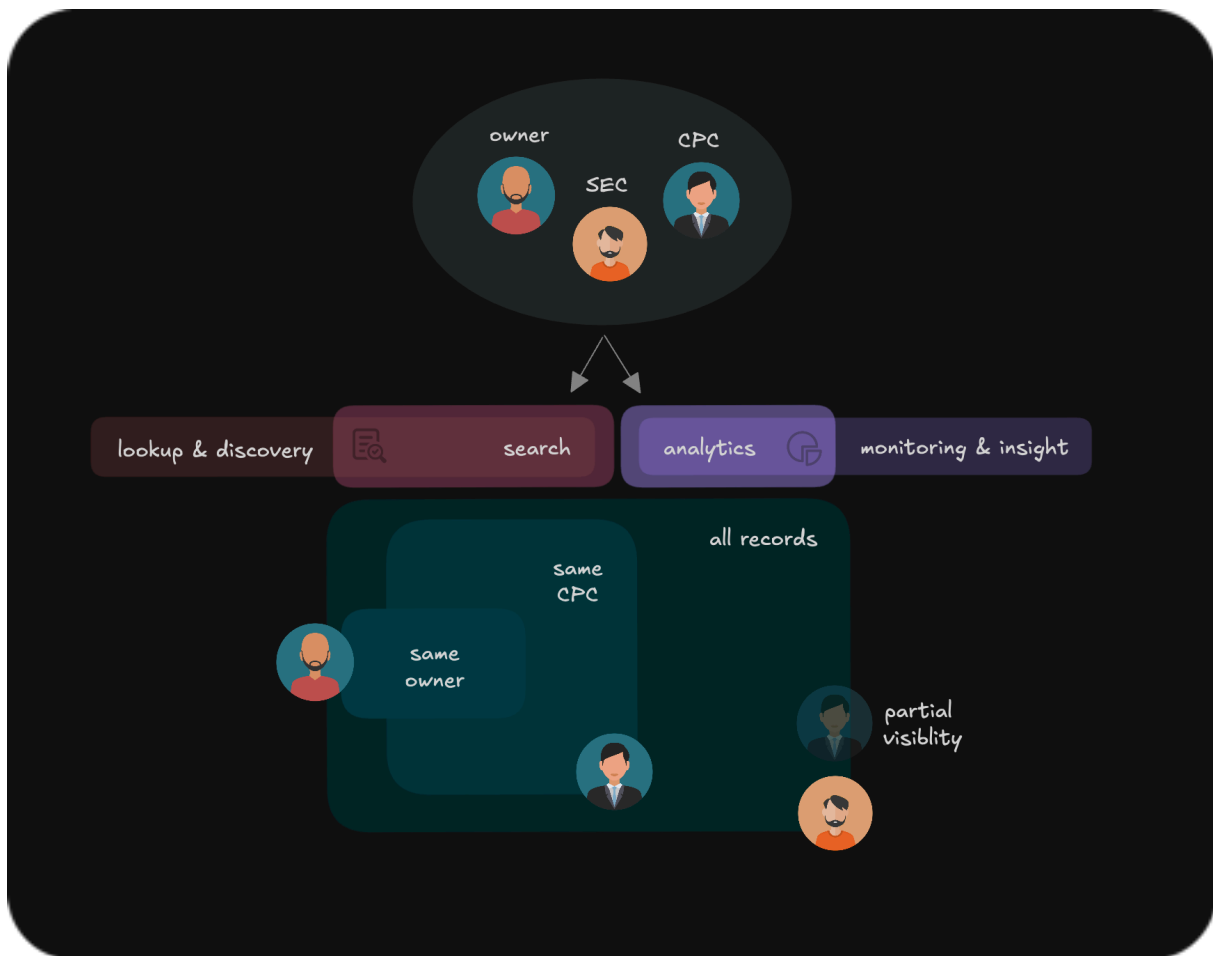 owner
CPC
SEC
lookup & discovery
search
analytics
monitoring & insight
all records
same
CPC
same
owner
partial
visiblity